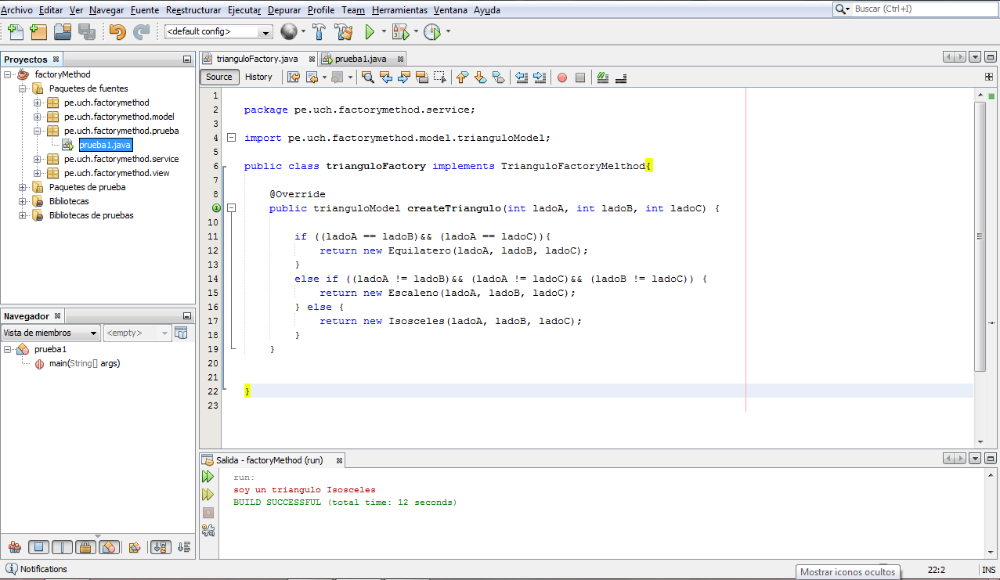 Archivo Editar Ver Navegar Fuente Reestructurar Ejecutar Depurar Profile Team Herramientas Ventana Ayuda
Buscar (Ctrl+I)
<default config>
Proyectos
factoryMethod
Paquetes de fuentes
pe.uch.factorymethod
pe.uch.factorymethod.model
pe.uch.factorymethod.prueba
prueba1.java
pe.uch.factorymethod.service
pe.uch.factorymethod.view
Paquetes de prueba
Bibliotecas
Bibliotecas de pruebas
Navegador
Vista de miembros <empty>
prueba1
main(String[] args)
trianguloFactory.java prueba1.java
Source History
1
2 package pe.uch.factorymethod.service;
3
4 import pe.uch.factorymethod.model.trianguloModel;
5
6 public class trianguloFactory implements TrianguloFactoryMelthod{
7
8 @Override
9 public trianguloModel createTriangulo(int ladoA, int ladoB, int ladoC) {
10
11 if ((ladoA == ladoB)&& (ladoA == ladoC)){
12 return new Equilatero(ladoA, ladoB, ladoC);
13 }
14 else if ((ladoA != ladoB)&& (ladoA != ladoC)&& (ladoB != ladoC)) {
15 return new Escaleno(ladoA, ladoB, ladoC);
16 } else {
17 return new Isosceles(ladoA, ladoB, ladoC);
18 }
19 }
20
21
22 }
23
Salida - factoryMethod (run)
run:
soy un triangulo Isosceles
BUILD SUCCESSFUL (total time: 12 seconds)
Notifications
Mostrar iconos ocultos
22:2 INS